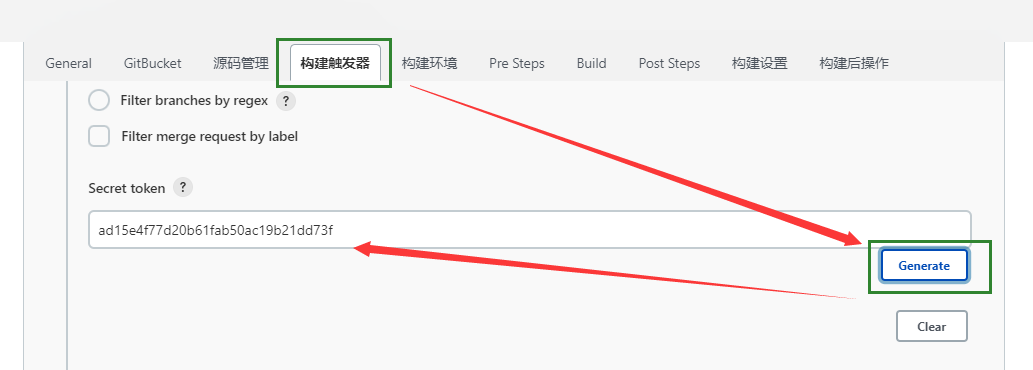 General GitBucket 源码管理 构建触发器 构建环境 Pre Steps Build Post Steps 构建设置 构建后操作
Filter branches by regex ?
Filter merge request by label
Secret token ?
ad15e4f77d20b61fab50ac19b21dd73f
Generate
Clear